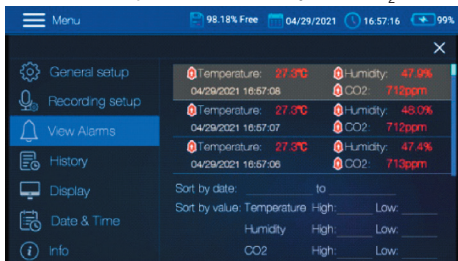 2
Menu 98.18% Free 04/29/2021 16:57:16 99%
General setup
Recording setup
View Alarms
History
Display
Date & Time
Info
Temperature: 27.3°C Humidity: 47.9%
04/29/2021 16:57:08 CO2: 712ppm
Temperature: 27.3°C Humidity: 48.0%
04/29/2021 16:57:07 CO2: 712ppm
Temperature: 27.3°C Humidity: 47.4%
04/29/2021 16:57:06 CO2: 713ppm
Sort by date: to
Sort by value: Temperature High: Low:
Humidity High: Low:
CO2 High: Low: